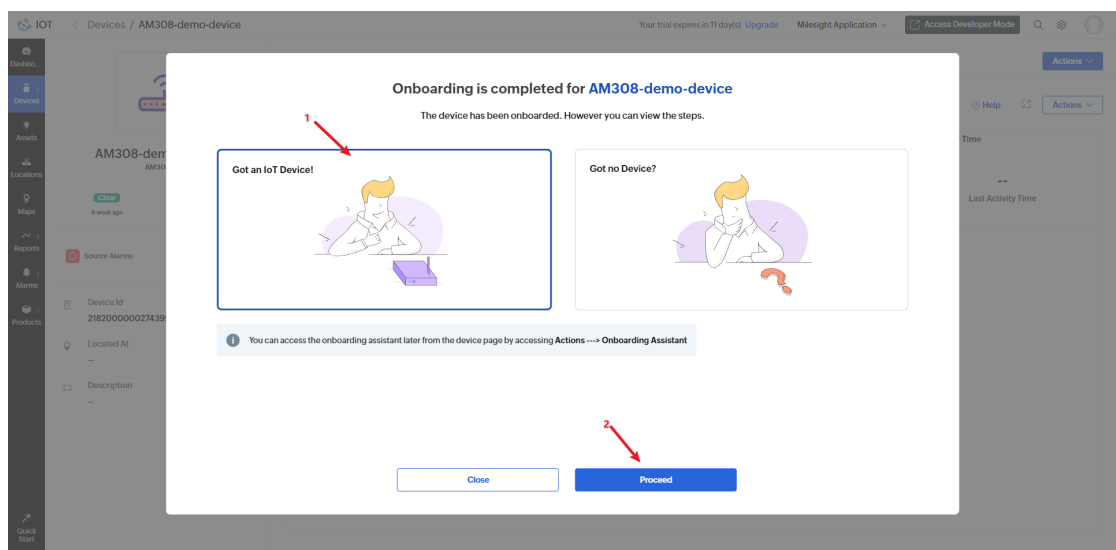 IOT
Devices / AM308-demo-device
Your trial expires in 11 day(s) Upgrade
Milesight Application
Access Developer Mode
Dashbo...
Devices
Assets
Locations
Maps
Reports
Alarms
Products
Quick Start
Actions
Help
Actions
Time
--
Last Activity Time
AM308-dem
AM30
Clear
A week ago
Source Alarms
Device Id
2182000000274395
Located At
--
Description
--
Onboarding is completed for AM308-demo-device
The device has been onboarded. However you can view the steps.
1
Got an IoT Device!
Got no Device?
i
You can access the onboarding assistant later from the device page by accessing Actions ---> Onboarding Assistant
2
Close
Proceed